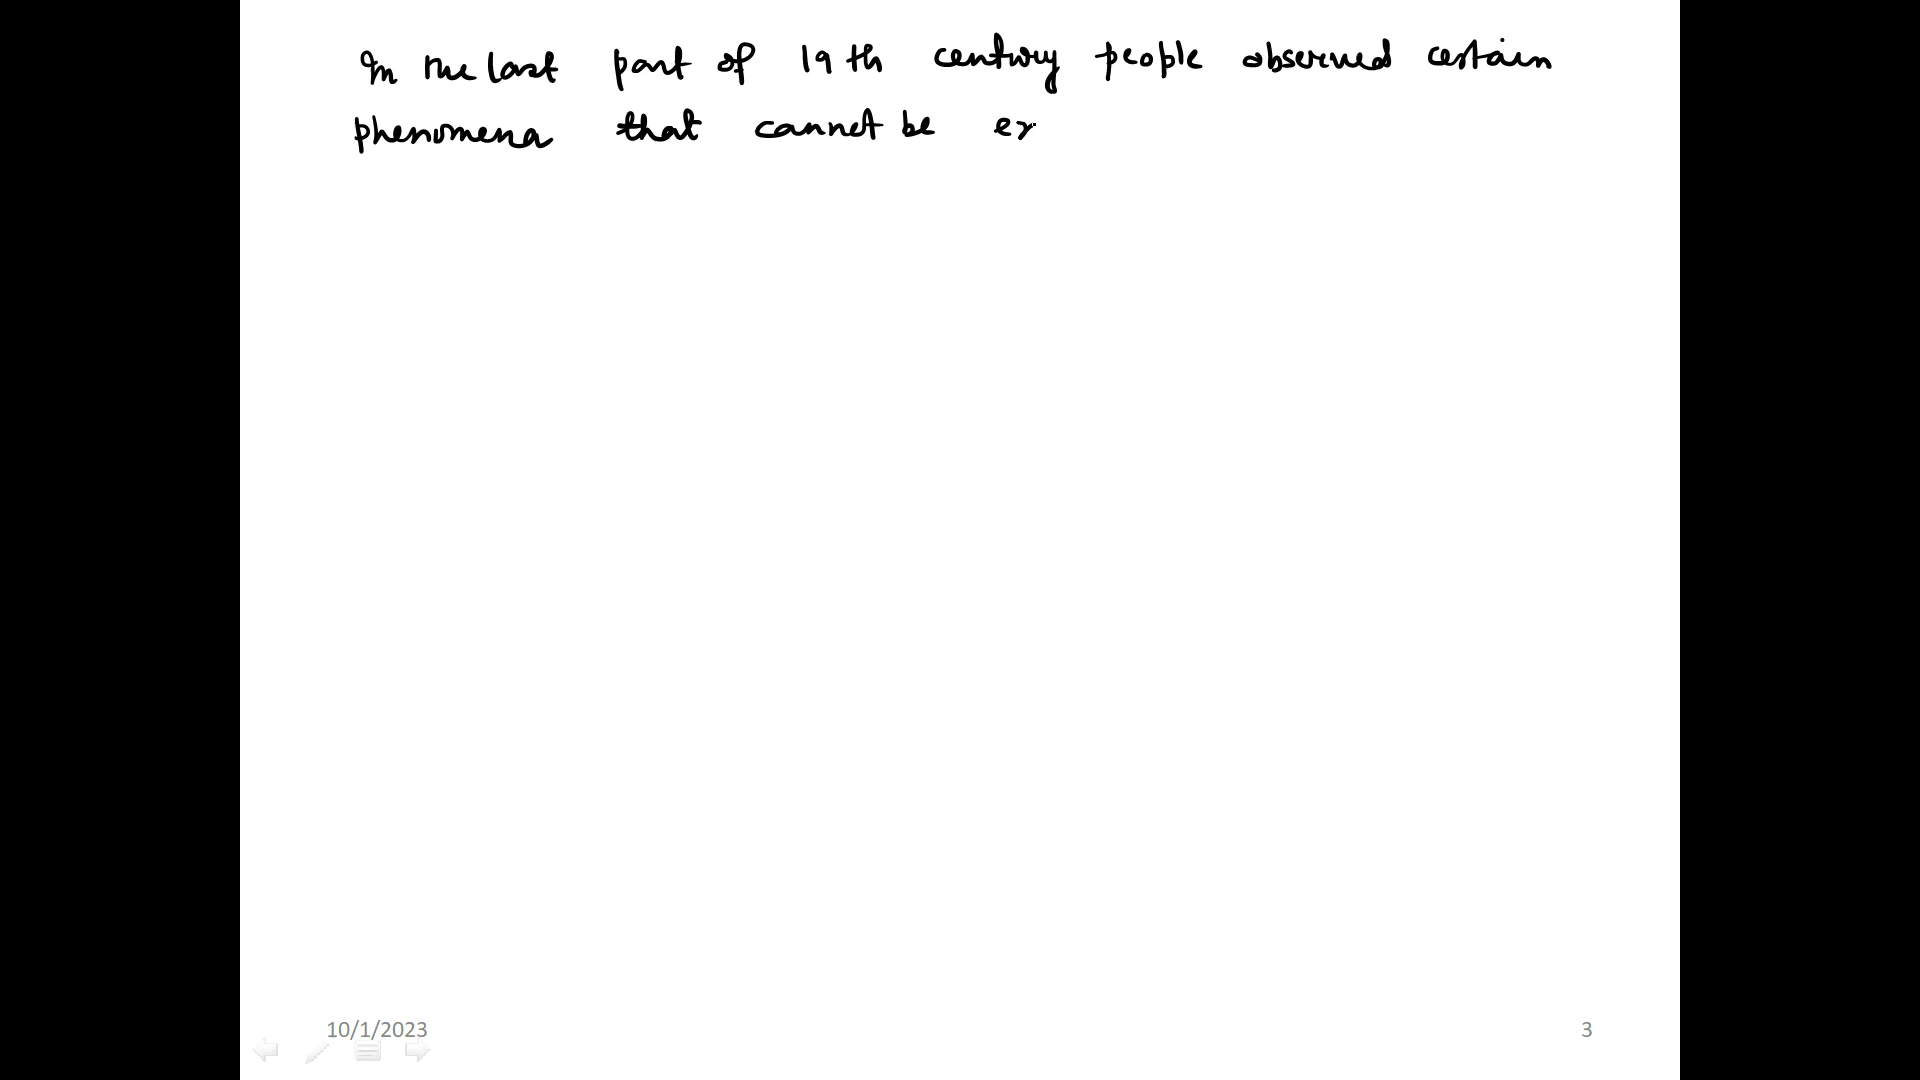 In the last part of 19th century people observed certain
phenomena that cannot be ex
10/1/2023
3